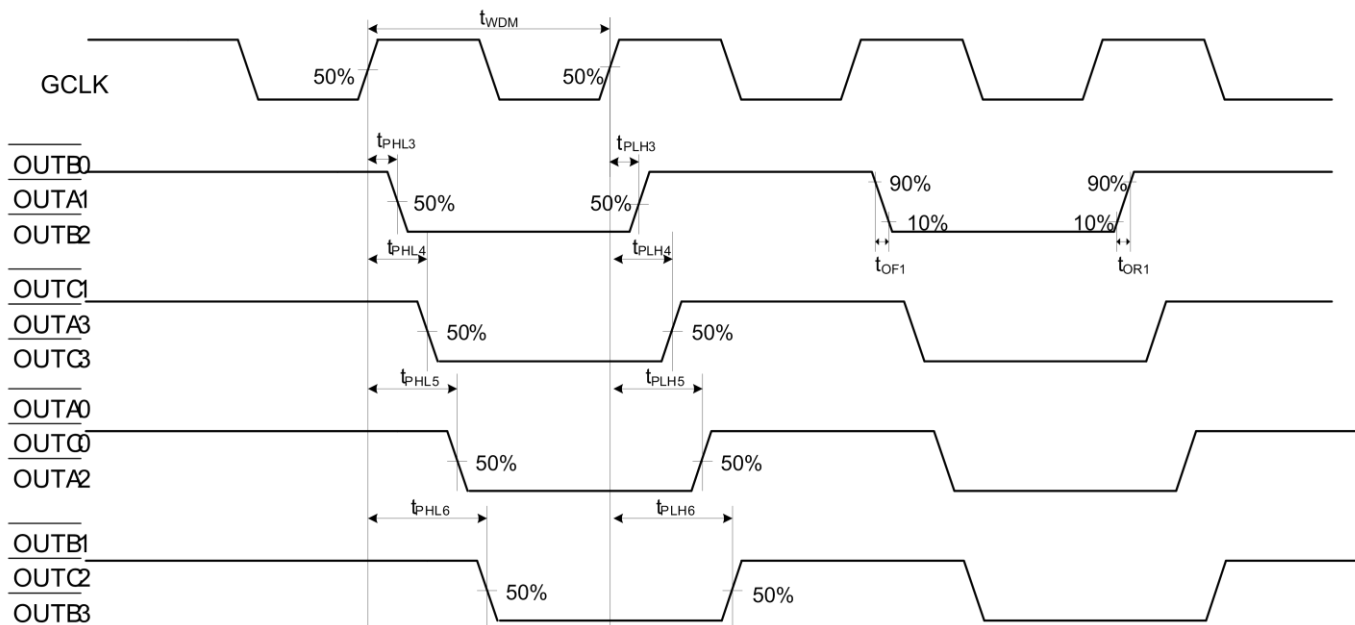 tWDM
GCLK
50%
50%
tPHL3
tPLH3
OUTB0
OUTA1
OUTB2
50%
50%
90%
10%
90%
10%
tPHL4
tPLH4
tOF1
tOR1
OUTC1
OUTA3
OUTC3
50%
50%
tPHL5
tPLH5
OUTA0
OUTC0
OUTA2
50%
50%
tPHL6
tPLH6
OUTB1
OUTC2
OUTB3
50%
50%